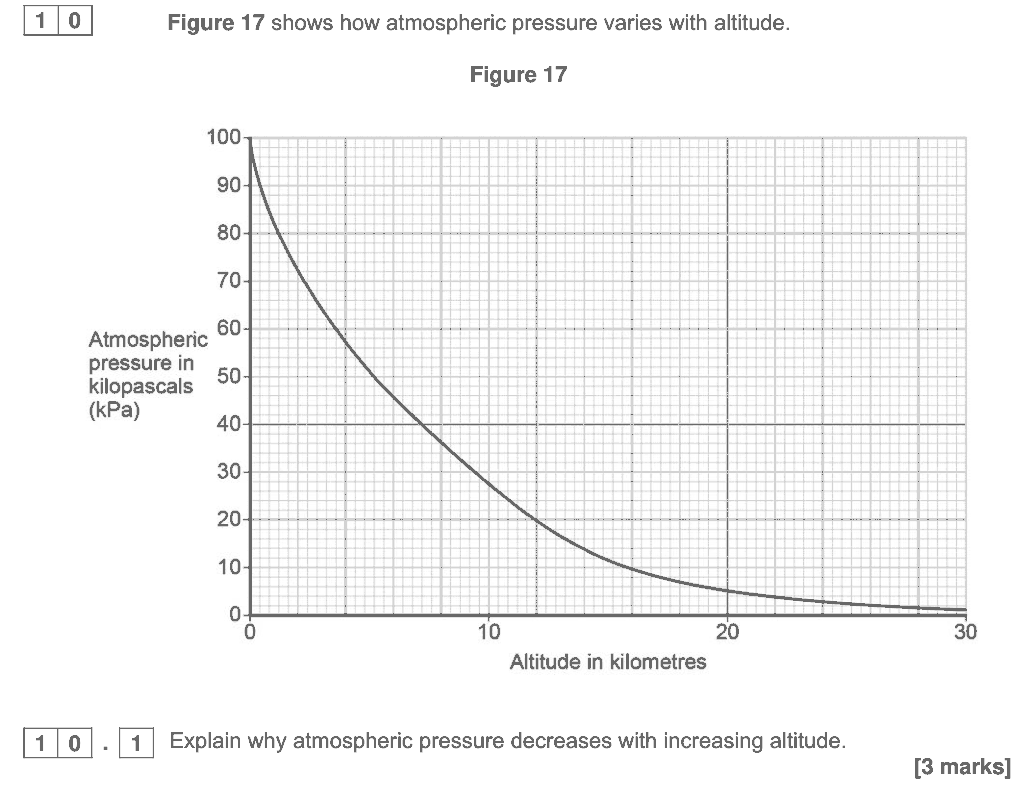 1 0 Figure 17 shows how atmospheric pressure varies with altitude.
Figure 17
100
90
80
70
60
50
40
30
20
10
0
Atmospheric
pressure in
kilopascals
(kPa)
0 10 20 30
Altitude in kilometres
1 0 . 1 Explain why atmospheric pressure decreases with increasing altitude.
[3 marks]